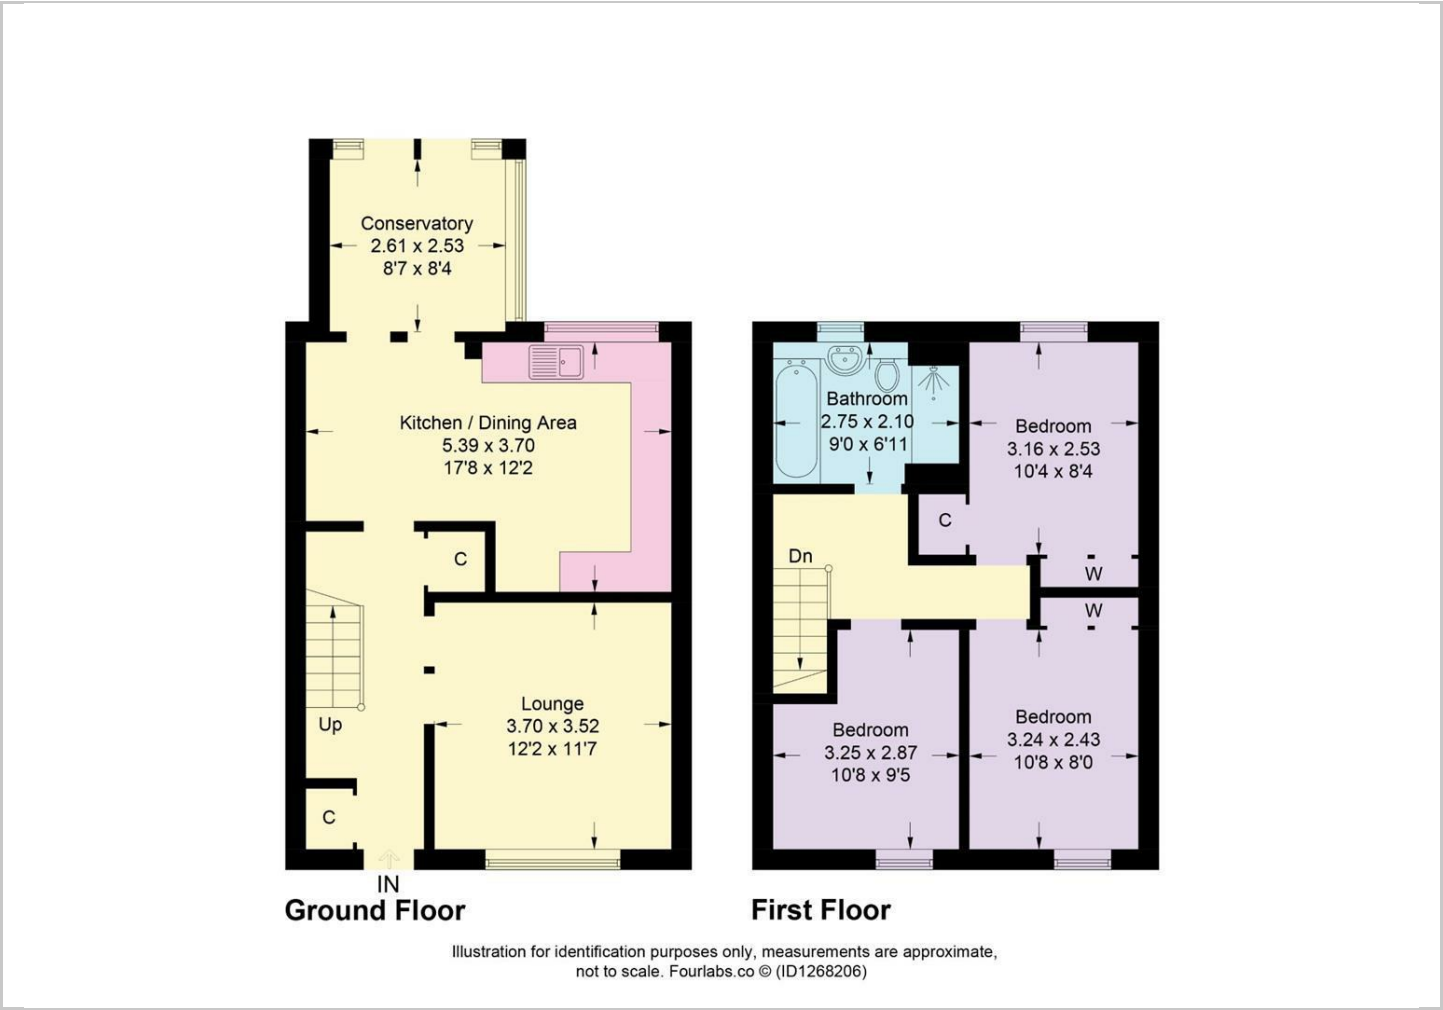 Conservatory
2.61 x 2.53
8'7 x 8'4
Kitchen / Dining Area
5.39 x 3.70
17'8 x 12'2
C
Lounge
3.70 x 3.52
12'2 x 11'7
Up
C
IN
Ground Floor
Bathroom
2.75 x 2.10
9'0 x 6'11
Bedroom
3.16 x 2.53
10'4 x 8'4
C
Dn
W
W
Bedroom
3.25 x 2.87
10'8 x 9'5
Bedroom
3.24 x 2.43
10'8 x 8'0
First Floor
Illustration for identification purposes only, measurements are approximate,
not to scale. Fourlabs.co © (ID1268206)